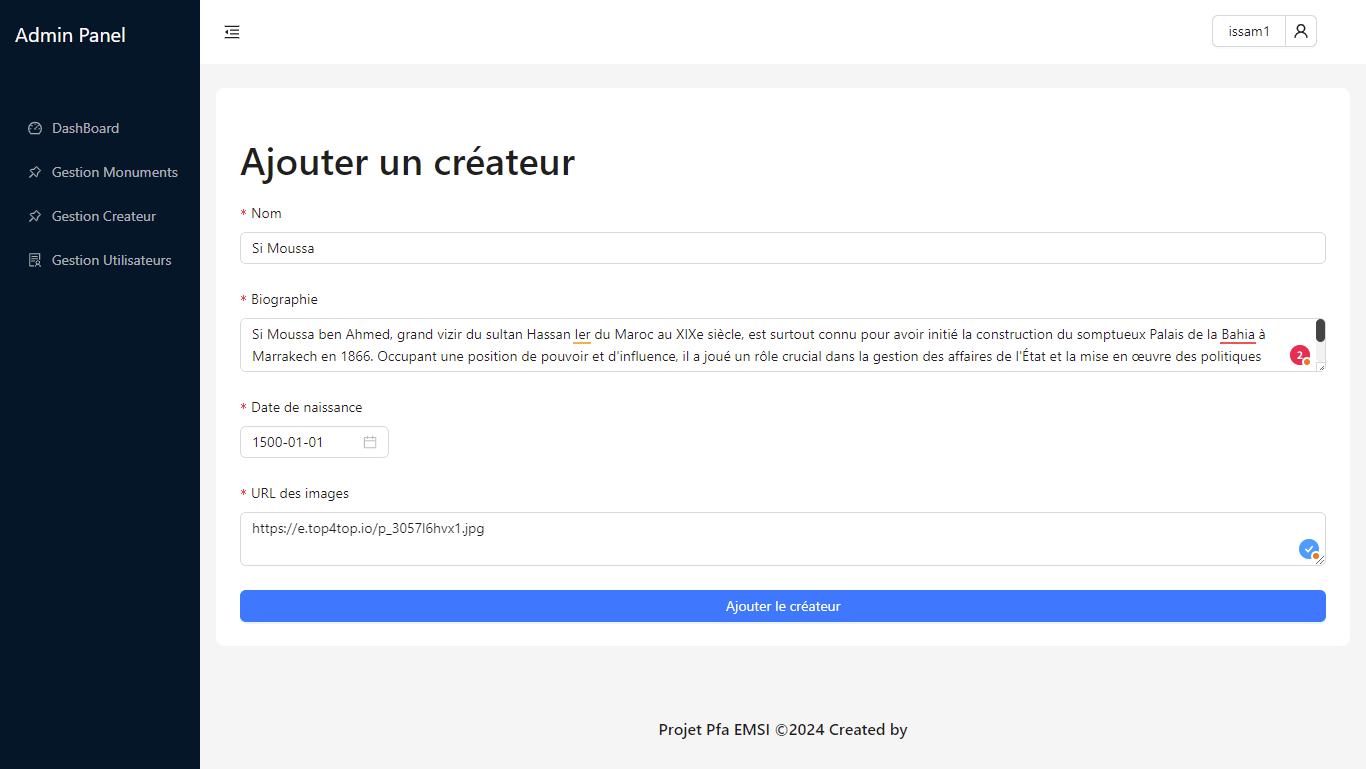 Admin Panel
issam1
DashBoard
Gestion Monuments
Gestion Createur
Gestion Utilisateurs
Ajouter un créateur
* Nom
Si Moussa
* Biographie
Si Moussa ben Ahmed, grand vizir du sultan Hassan Ier du Maroc au XIXe siècle, est surtout connu pour avoir initié la construction du somptueux Palais de la Bahia à
Marrakech en 1866. Occupant une position de pouvoir et d'influence, il a joué un rôle crucial dans la gestion des affaires de l'État et la mise en œuvre des politiques
2
* Date de naissance
1500-01-01
* URL des images
https://e.top4top.io/p_3057l6hvx1.jpg
Ajouter le créateur
Projet Pfa EMSI ©2024 Created by